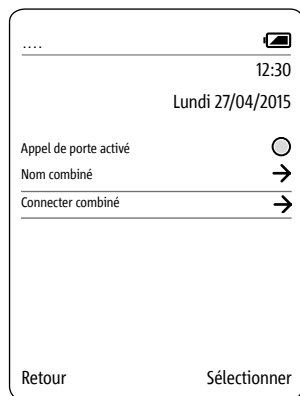 ....
12:30
Lundi 27/04/2015
Appel de porte activé
Nom combiné
Connecter combiné
Retour Sélectionner